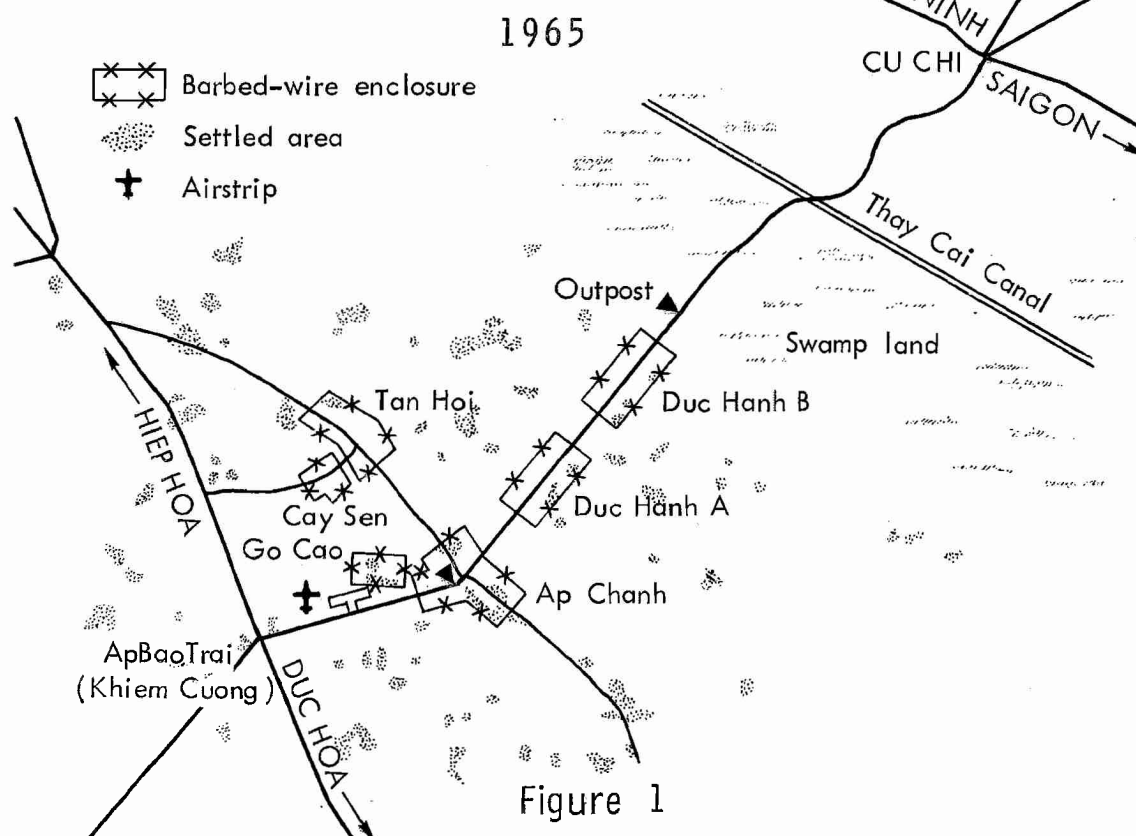 1965
NINH
CU CHI
SAIGON
Barbed-wire enclosure
Settled area
Airstrip
Thay Cai Canal
Outpost
Swamp land
Tan Hoi
Duc Hanh B
HIEP HOA
Duc Hanh A
Cay Sen
Go Cao
Ap Chanh
ApBaoTrai
(Khiem Cuong)
DUC HOA
Figure 1